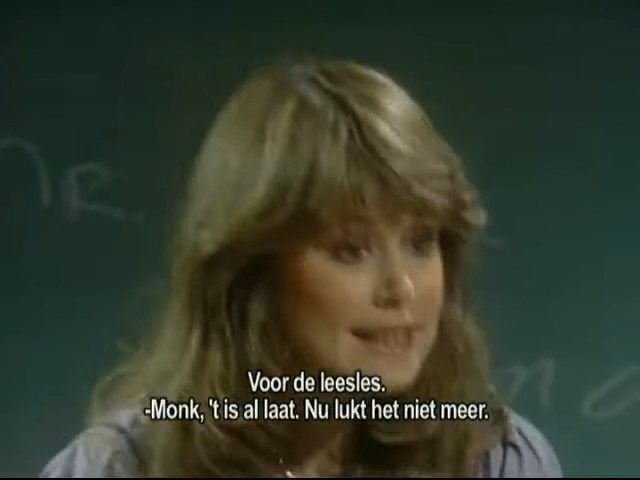 Voor de leesles.
-Monk, 't is al laat. Nu lukt het niet meer.